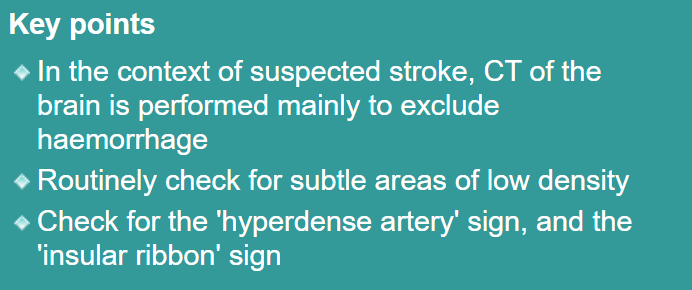 Key points
In the context of suspected stroke, CT of the
brain is performed mainly to exclude
haemorrhage
Routinely check for subtle areas of low density
Check for the 'hyperdense artery' sign, and the
'insular ribbon' sign